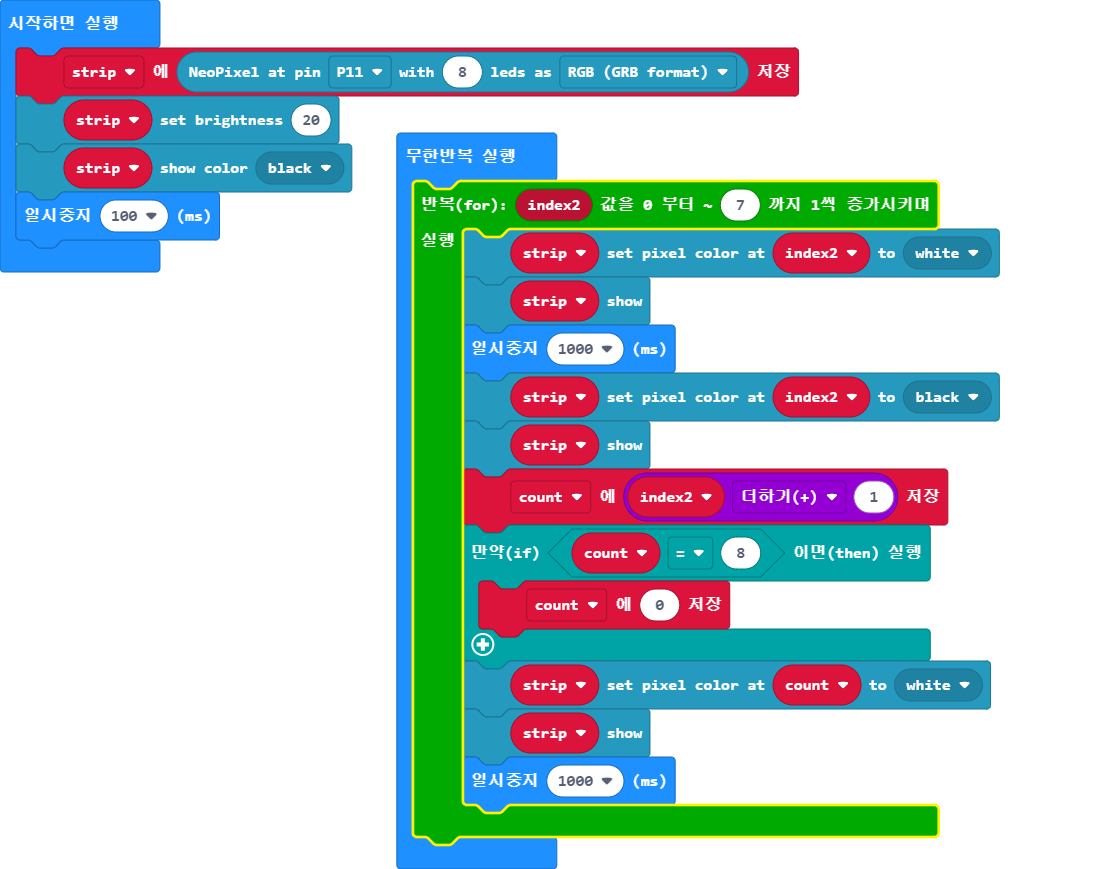 시작하면 실행
strip 에 NeoPixel at pin P11 with 8 leds as RGB (GRB format) 저장
strip set brightness 20
strip show color black
일시중지 100 (ms)
무한반복 실행
반복(for): index2 값을 0 부터 ~ 7 까지 1씩 증가시키며
실행
strip set pixel color at index2 to white
strip show
일시중지 1000 (ms)
strip set pixel color at index2 to black
strip show
count 에 index2 더하기(+) 1 저장
만약(if) count = 8 이면(then) 실행
count 에 0 저장
strip set pixel color at count to white
strip show
일시중지 1000 (ms)